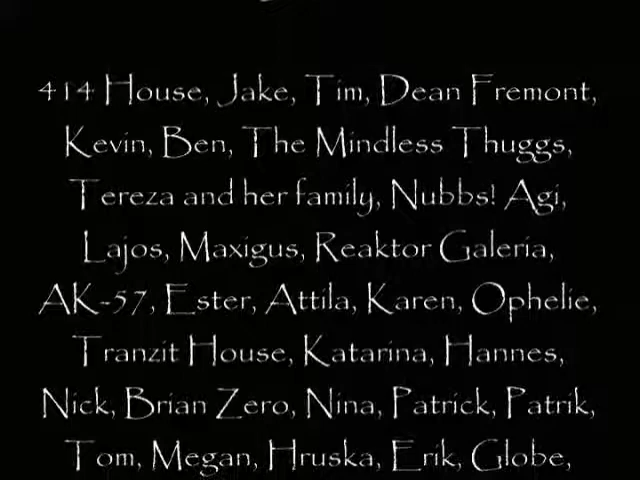 414 House, Jake, Tim, Dean Fremont,
Kevin, Ben, The Mindless Thuggs,
Tereza and her family, Nubbs! Agi,
Lajos, Maxigus, Reaktor Galeria,
AK-57, Ester, Attila, Karen, Ophelie,
Tranzit House, Katarina, Hannes,
Nick, Brian Zero, Nina, Patrick, Patrik,
Tom, Megan, Hruska, Erik, Globe,